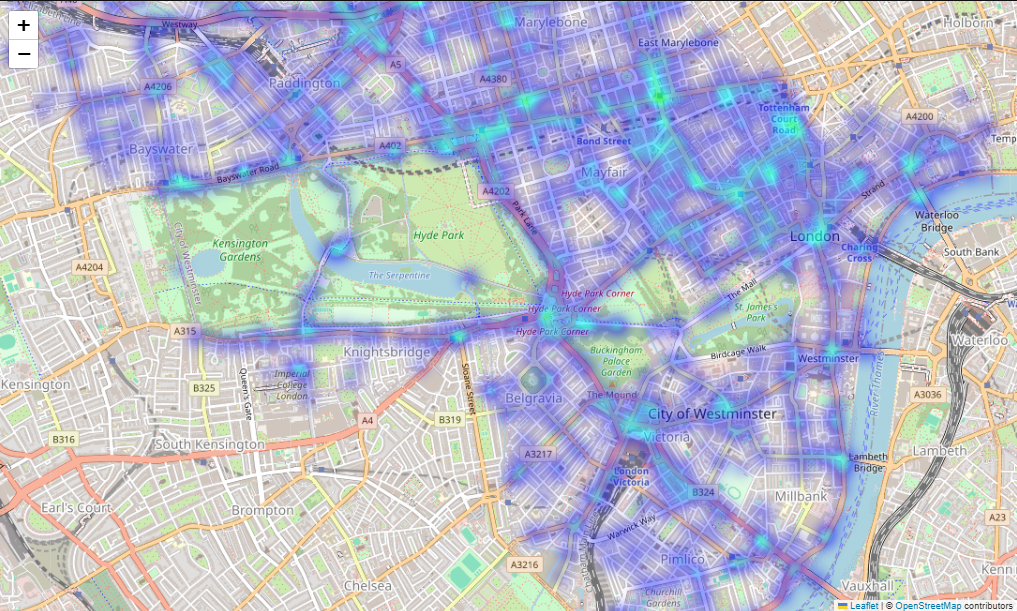 +
−
Westway
Marylebone
Holborn
East Marylebone
A5
A4380
Paddington
A4206
Tottenham
Court
Road
A4200
Bayswater
A402
Bond Street
Temp
Bayswater Road
Mayfair
A4202
Strand
Park Lane
City of Westminster
Kensington
Gardens
Hyde Park
Waterloo
Bridge
London
Charing
Cross
South Bank
A4204
The Serpentine
The Mall
Hyde Park Corner
Hyde Park Corner
St. James's
Park
A315
Hyde Park Corner
Waterloo
Knightsbridge
Buckingham
Palace
Garden
Birdcage Walk
Westminster
Kensington
Queen's Gate
B325
Imperial
College
London
Sloane Street
Belgravia
The Mound
River Thames
A3036
A4
B319
City of Westminster
B316
South Kensington
Victoria
A3217
Lambeth
Bridge
Lambeth
London
Victoria
B324
Millbank
Earl's Court
Brompton
Warwick Way
A23
A3216
Pimlico
Chelsea
Churchill
Gardens
Vauxhall
Kenn
Leaflet | © OpenStreetMap contributors